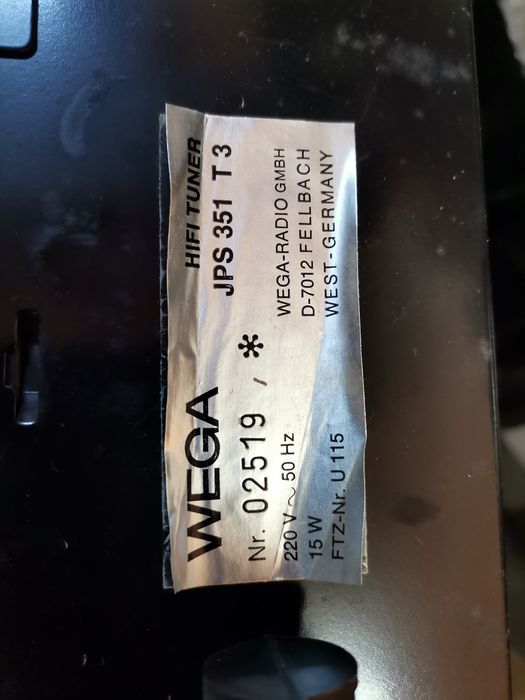 WEGA HIFI TUNER
JPS 351 T 3
Nr. 02519 *
220 V ~ 50 Hz WEGA-RADIO GMBH
15 W D-7012 FELLBACH
FTZ-Nr. U 115 WEST-GERMANY